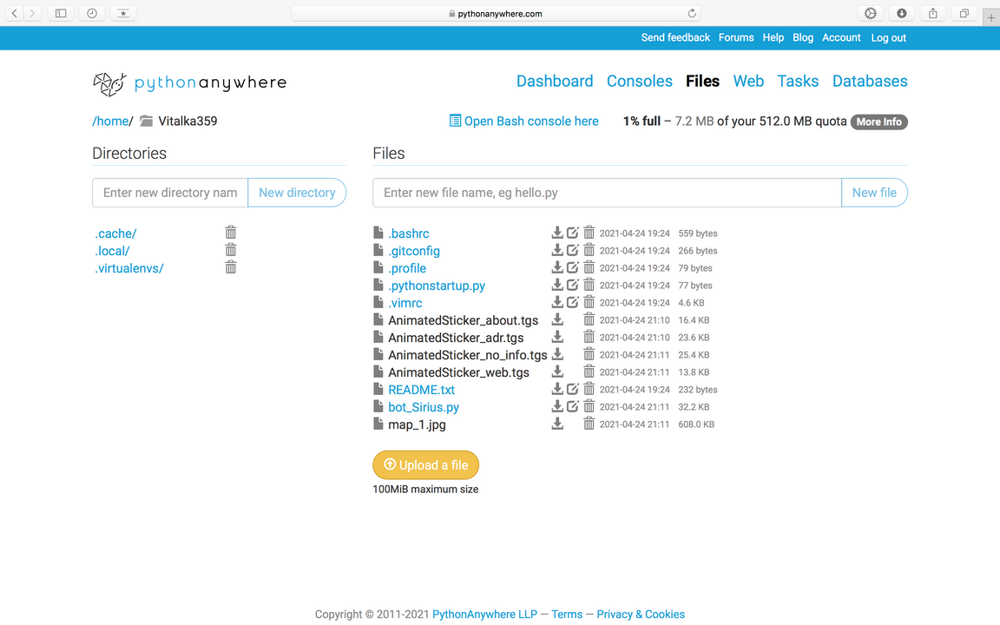 pythonanywhere.com
Send feedback Forums Help Blog Account Log out
pythonanywhere
Dashboard Consoles Files Web Tasks Databases
/home/ Vitalka359
Open Bash console here 1% full – 7.2 MB of your 512.0 MB quota More Info
Directories
Enter new directory nam New directory
.cache/
.local/
.virtualenvs/
Files
Enter new file name, eg hello.py New file
.bashrc 2021-04-24 19:24 559 bytes
.gitconfig 2021-04-24 19:24 266 bytes
.profile 2021-04-24 19:24 79 bytes
.pythonstartup.py 2021-04-24 19:24 77 bytes
.vimrc 2021-04-24 19:24 4.6 KB
AnimatedSticker_about.tgs 2021-04-24 21:10 16.4 KB
AnimatedSticker_adr.tgs 2021-04-24 21:10 23.6 KB
AnimatedSticker_no_info.tgs 2021-04-24 21:11 25.4 KB
AnimatedSticker_web.tgs 2021-04-24 21:11 13.8 KB
README.txt 2021-04-24 19:24 232 bytes
bot_Sirius.py 2021-04-24 21:11 32.2 KB
map_1.jpg 2021-04-24 21:11 608.0 KB
Upload a file
100MiB maximum size
Copyright © 2011-2021 PythonAnywhere LLP — Terms — Privacy & Cookies